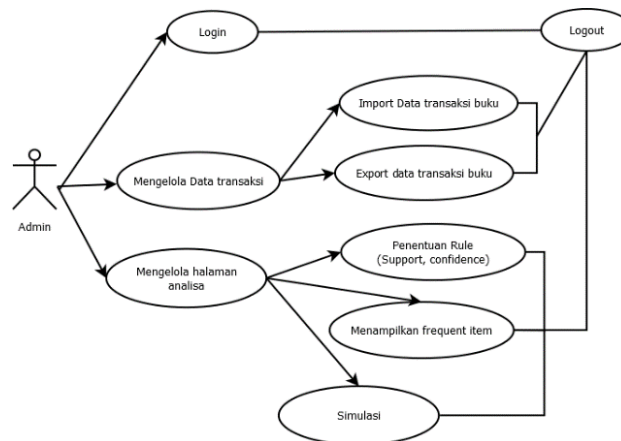 Login
Logout
Import Data transaksi buku
Mengelola Data transaksi
Export data transaksi buku
Admin
Penentuan Rule
(Support, confidence)
Mengelola halaman
analisa
Menampilkan frequent item
Simulasi